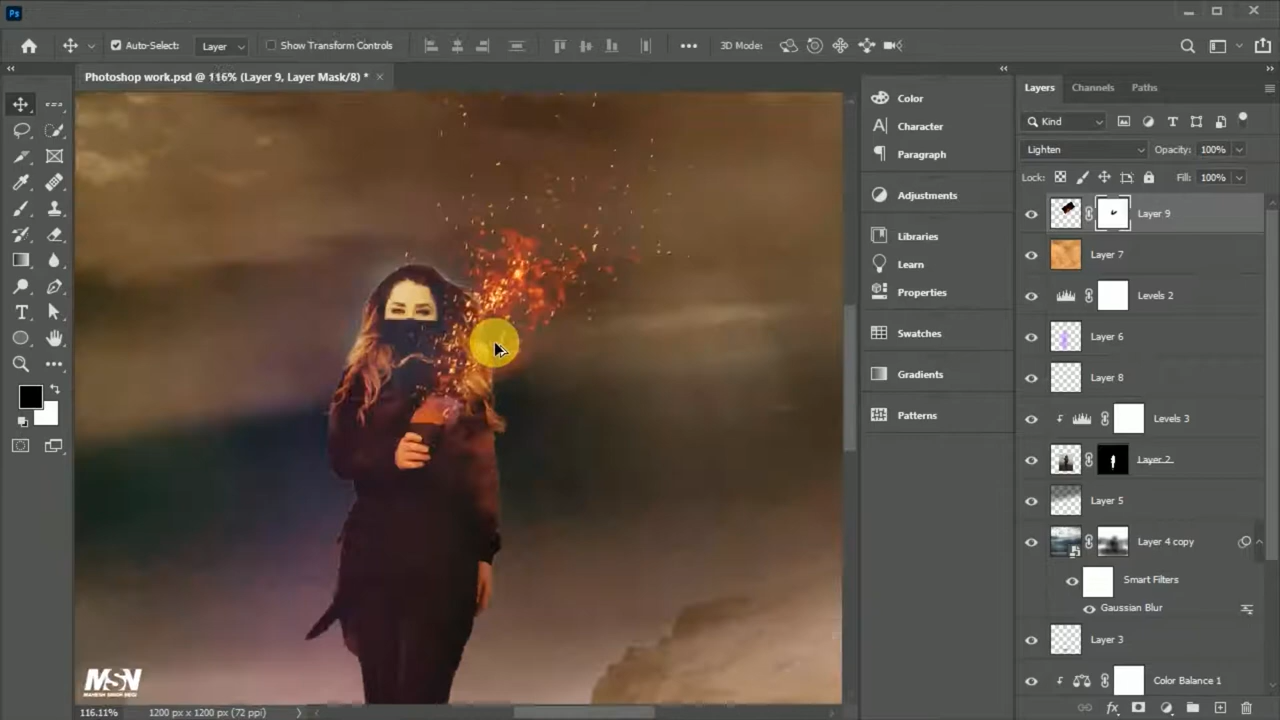 Ps
Auto-Select: Layer Show Transform Controls 3D Mode:
Photoshop work.psd @ 116% (Layer 9, Layer Mask/8) *
Color
Character
Paragraph
Adjustments
Libraries
Learn
Properties
Swatches
Gradients
Patterns
Layers Channels Paths
Kind
Lighten Opacity: 100%
Lock: Fill: 100%
Layer 9
Layer 7
Levels 2
Layer 6
Layer 8
Levels 3
Layer 2
Layer 5
Layer 4 copy
Smart Filters
Gaussian Blur
Layer 3
Color Balance 1
MSN
116.11% 1200 px x 1200 px (72 ppi)